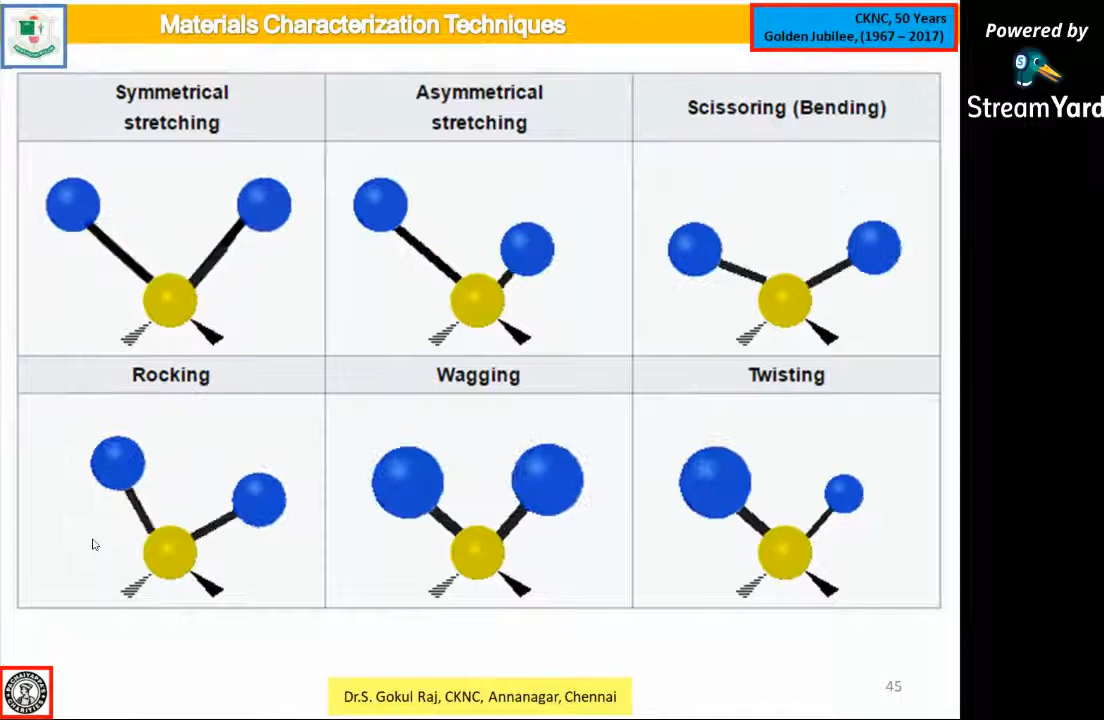 Materials Characterization Techniques
CKNC, 50 Years
Golden Jubilee, (1967 – 2017)
Powered by
StreamYard
Symmetrical
stretching
Asymmetrical
stretching
Scissoring (Bending)
Rocking
Wagging
Twisting
Dr.S. Gokul Raj, CKNC, Annanagar, Chennai
45